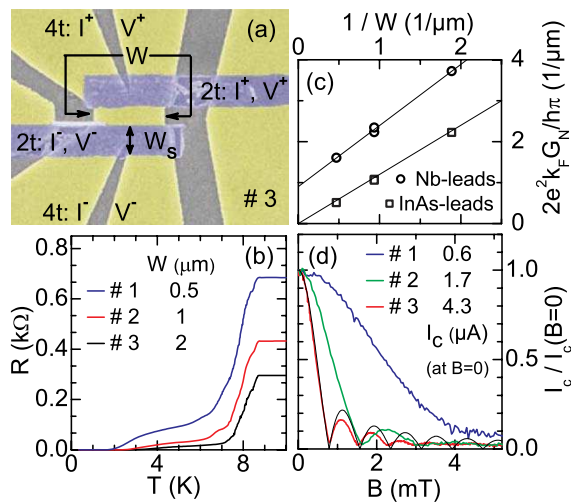 4t: I⁺ V⁺ (a)
W
2t: I⁺, V⁺
2t: I⁻, V⁻ W_S
4t: I⁻ V⁻ # 3
1 / W (1/μm)
0 1 2
(c)
4
2
0
2e²k_F G_N/hπ (1/μm)
Nb-leads
InAs-leads
R (kΩ)
0.8
0.6
0.4
0.2
0.0
W (μm) (b)
# 1 0.5
# 2 1
# 3 2
0 4 8
T (K)
(d) # 1 0.6
# 2 1.7
# 3 4.3
I_C (μA)
(at B=0)
1.0
0.5
0.0
I_c / I_c(B=0)
0 2 4
B (mT)